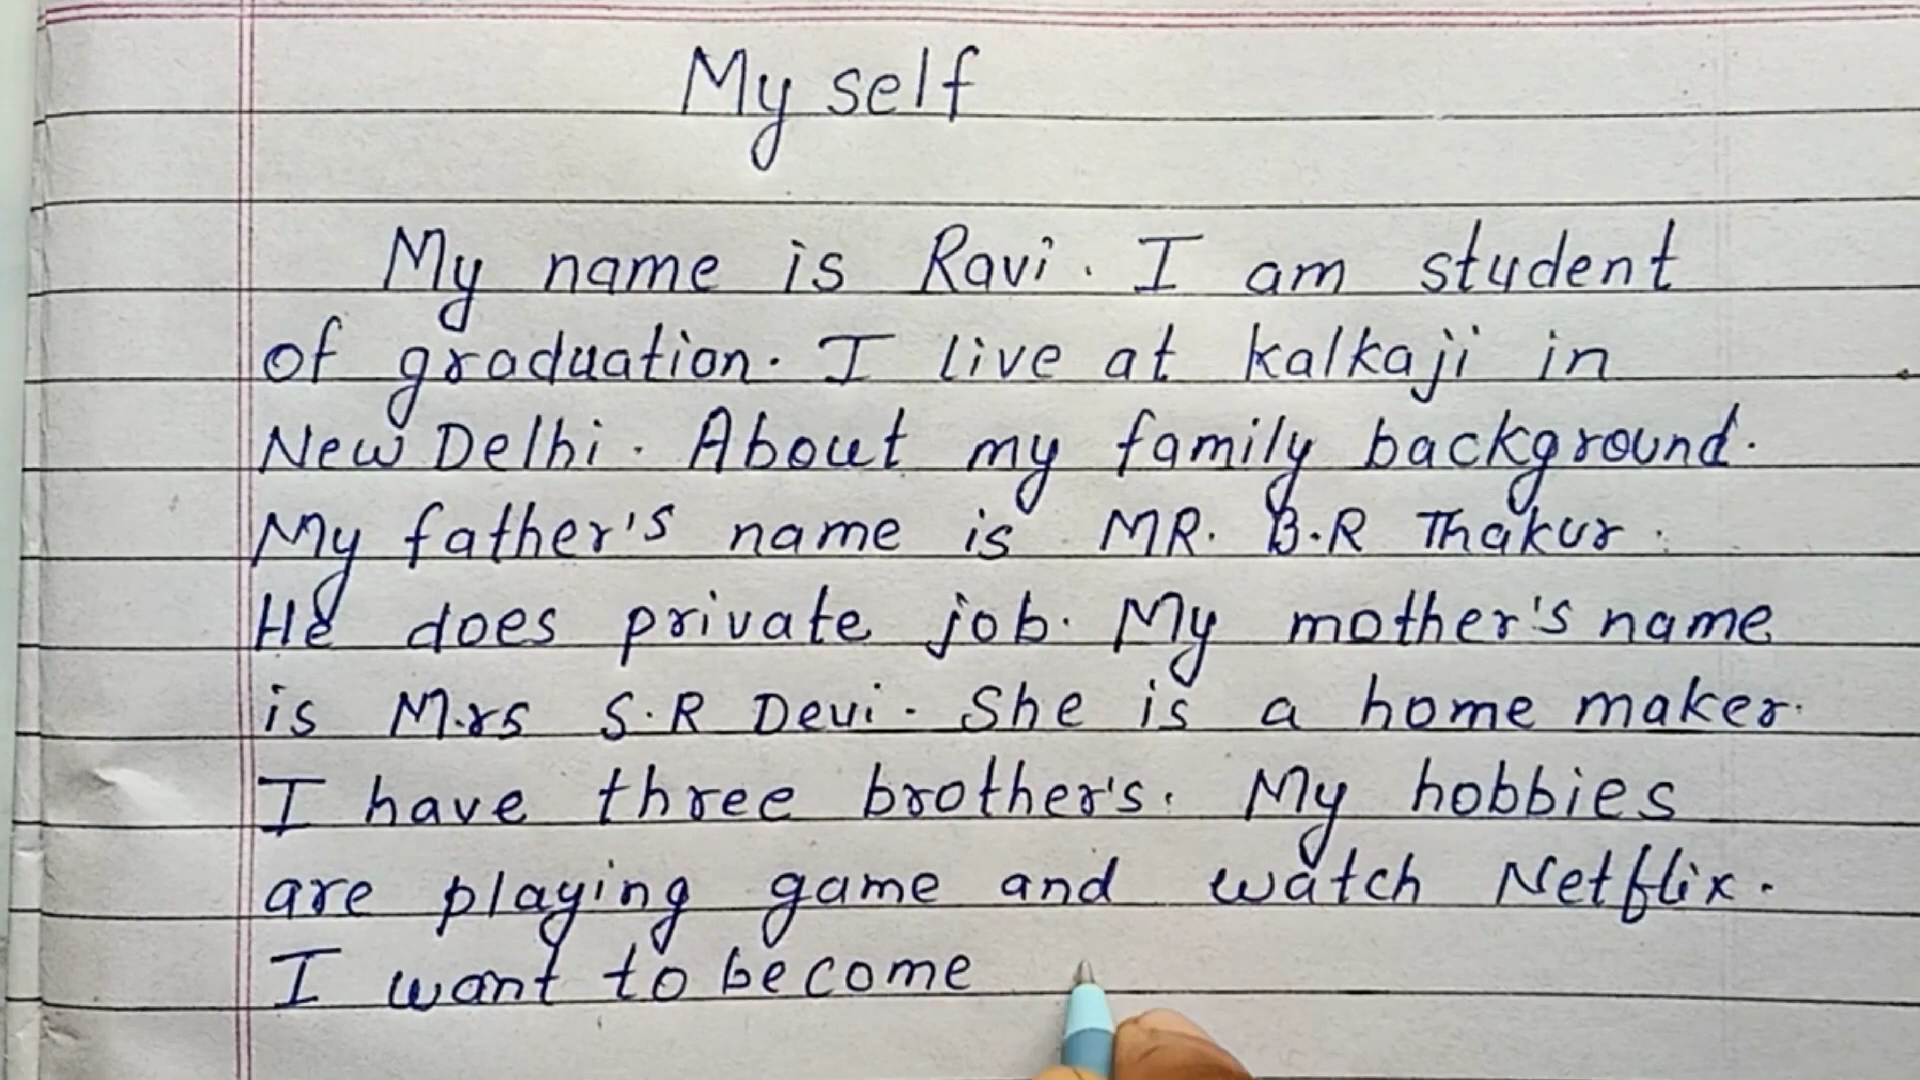 My self
My name is Ravi. I am student
of graduation. I live at kalkaji in
New Delhi. About my family background.
My father's name is MR. B.R Thakur.
He does private job. My mother's name
is M.rs S.R Devi. She is a home maker.
I have three brother's. My hobbies
are playing game and watch Netflix.
I want to become